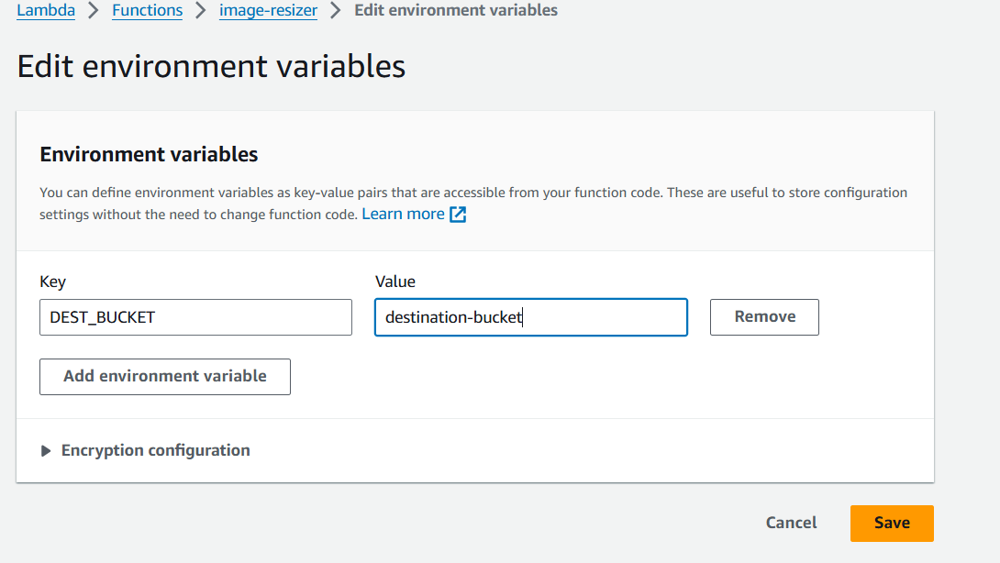 Lambda > Functions > image-resizer > Edit environment variables
Edit environment variables
Environment variables
You can define environment variables as key-value pairs that are accessible from your function code. These are useful to store configuration
settings without the need to change function code. Learn more
Key Value
DEST_BUCKET destination-bucket Remove
Add environment variable
Encryption configuration
Cancel Save